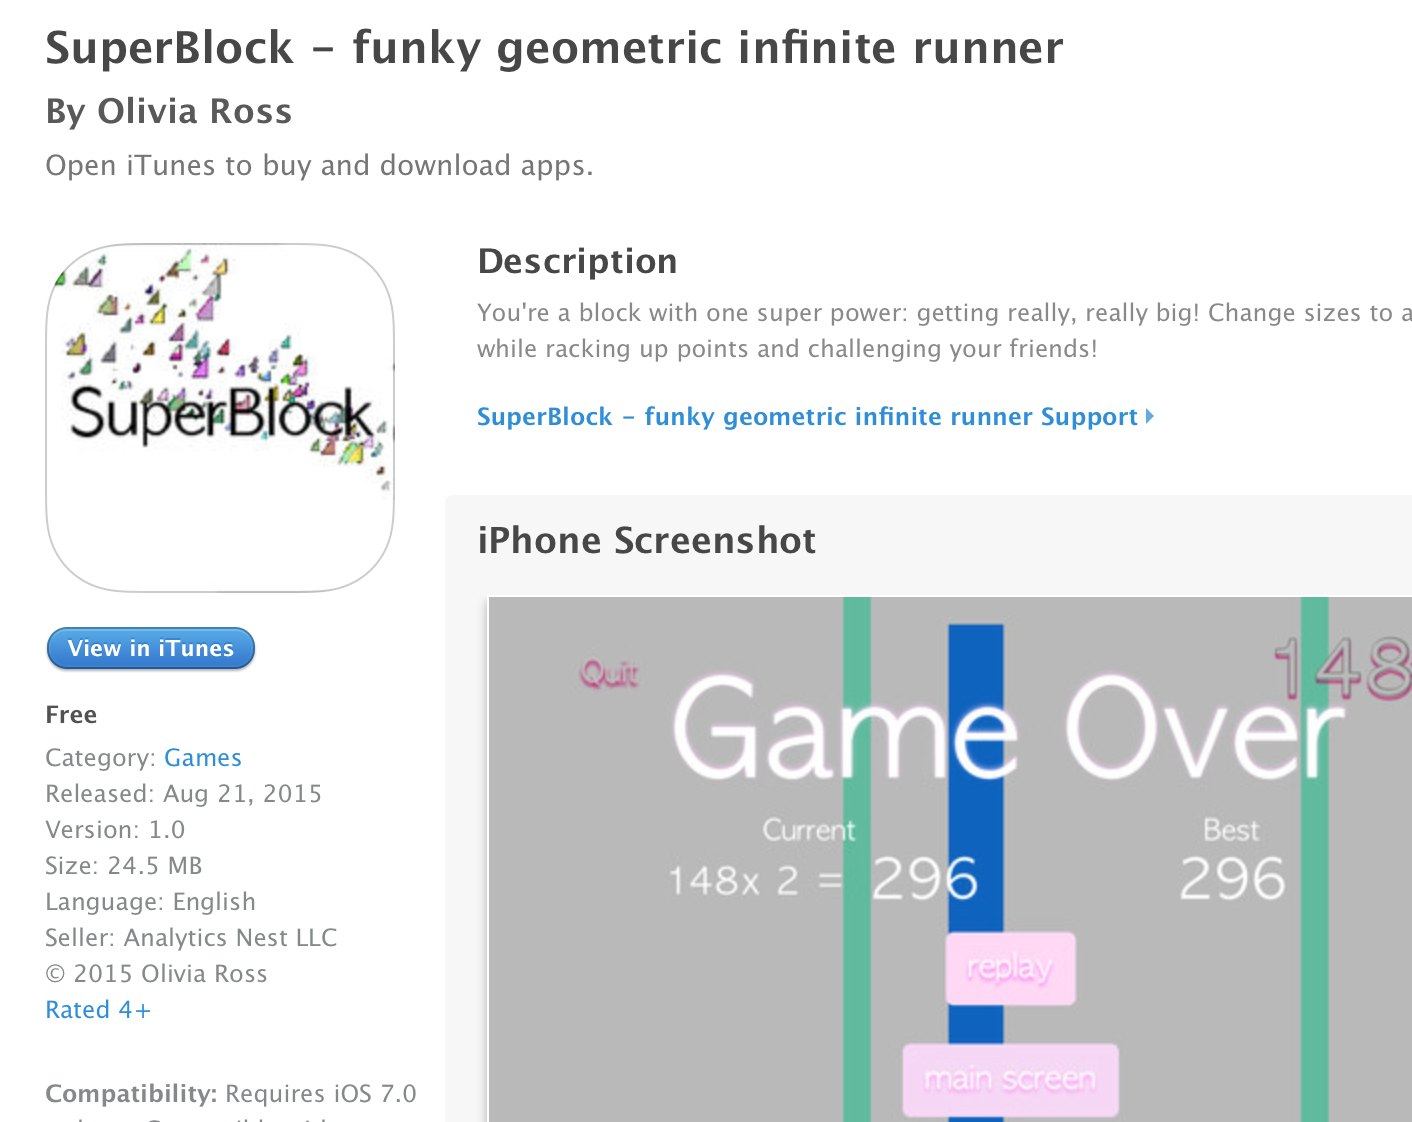 SuperBlock - funky geometric infinite runner
By Olivia Ross
Open iTunes to buy and download apps.
SuperBlock
View in iTunes
Free
Category: Games
Released: Aug 21, 2015
Version: 1.0
Size: 24.5 MB
Language: English
Seller: Analytics Nest LLC
© 2015 Olivia Ross
Rated 4+
Compatibility: Requires iOS 7.0
Description
You're a block with one super power: getting really, really big! Change sizes to a
while racking up points and challenging your friends!
SuperBlock - funky geometric infinite runner Support
iPhone Screenshot
Quit
148
Game Over
Current
Best
148x 2 = 296
296
replay
main screen